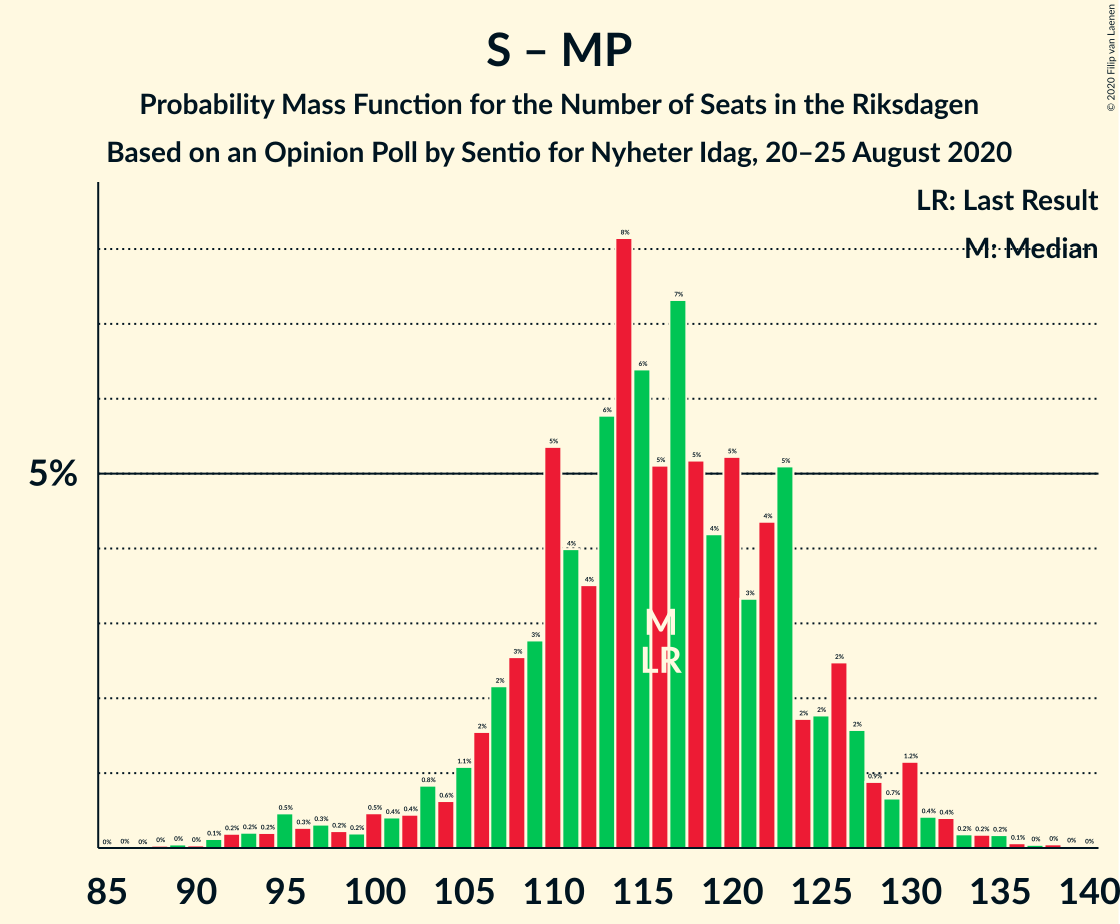 S – MP
Probability Mass Function for the Number of Seats in the Riksdagen
Based on an Opinion Poll by Sentio for Nyheter Idag, 20–25 August 2020
© 2020 Filip van Laenen
LR: Last Result
M: Median
5%
0% 0% 0% 0% 0% 0% 0.1% 0.2% 0.2% 0.2% 0.5% 0.3% 0.3% 0.2% 0.2% 0.5% 0.4% 0.4% 0.8% 0.6% 1.1% 2% 2% 3% 3% 5% 4% 4% 6% 8% 6% 5% 7% 5% 4% 5% 3% 4% 5% 2% 2% 2% 2% 0.9% 0.7% 1.2% 0.4% 0.4% 0.2% 0.2% 0.2% 0.1% 0% 0% 0% 0%
M
LR
85 90 95 100 105 110 115 120 125 130 135 140